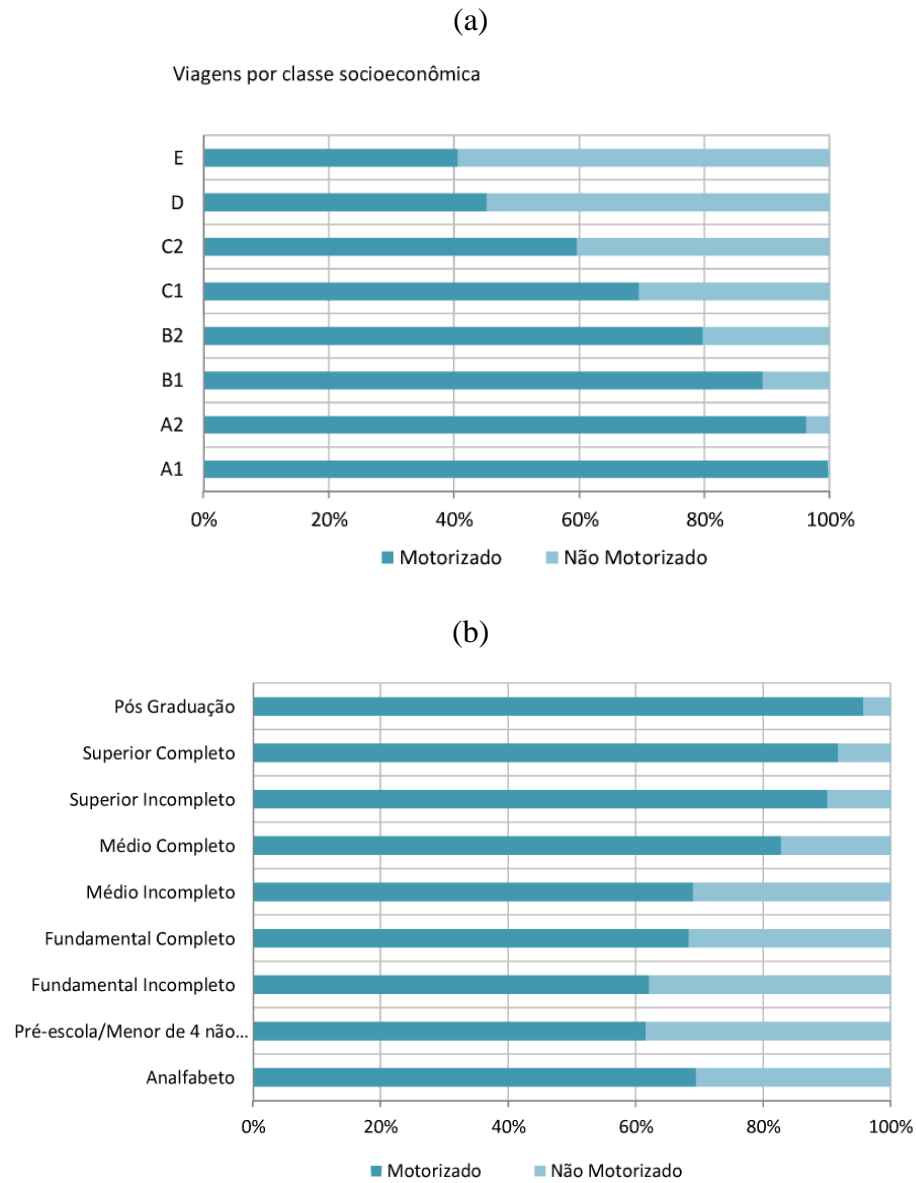 (a)
Viagens por classe socioeconômica
E
D
C2
C1
B2
B1
A2
A1
0% 20% 40% 60% 80% 100%
Motorizado Não Motorizado
(b)
Pós Graduação
Superior Completo
Superior Incompleto
Médio Completo
Médio Incompleto
Fundamental Completo
Fundamental Incompleto
Pré-escola/Menor de 4 não...
Analfabeto
0% 20% 40% 60% 80% 100%
Motorizado Não Motorizado